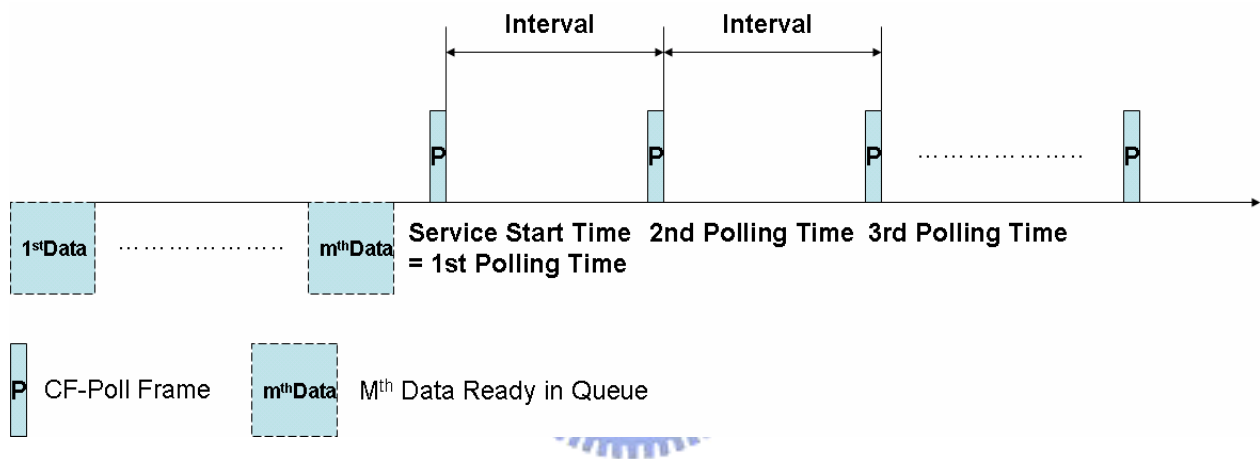 Interval Interval
P P P ……………….. P
1stData ……………….. mthData
Service Start Time 2nd Polling Time 3rd Polling Time
= 1st Polling Time
P CF-Poll Frame mthData Mth Data Ready in Queue